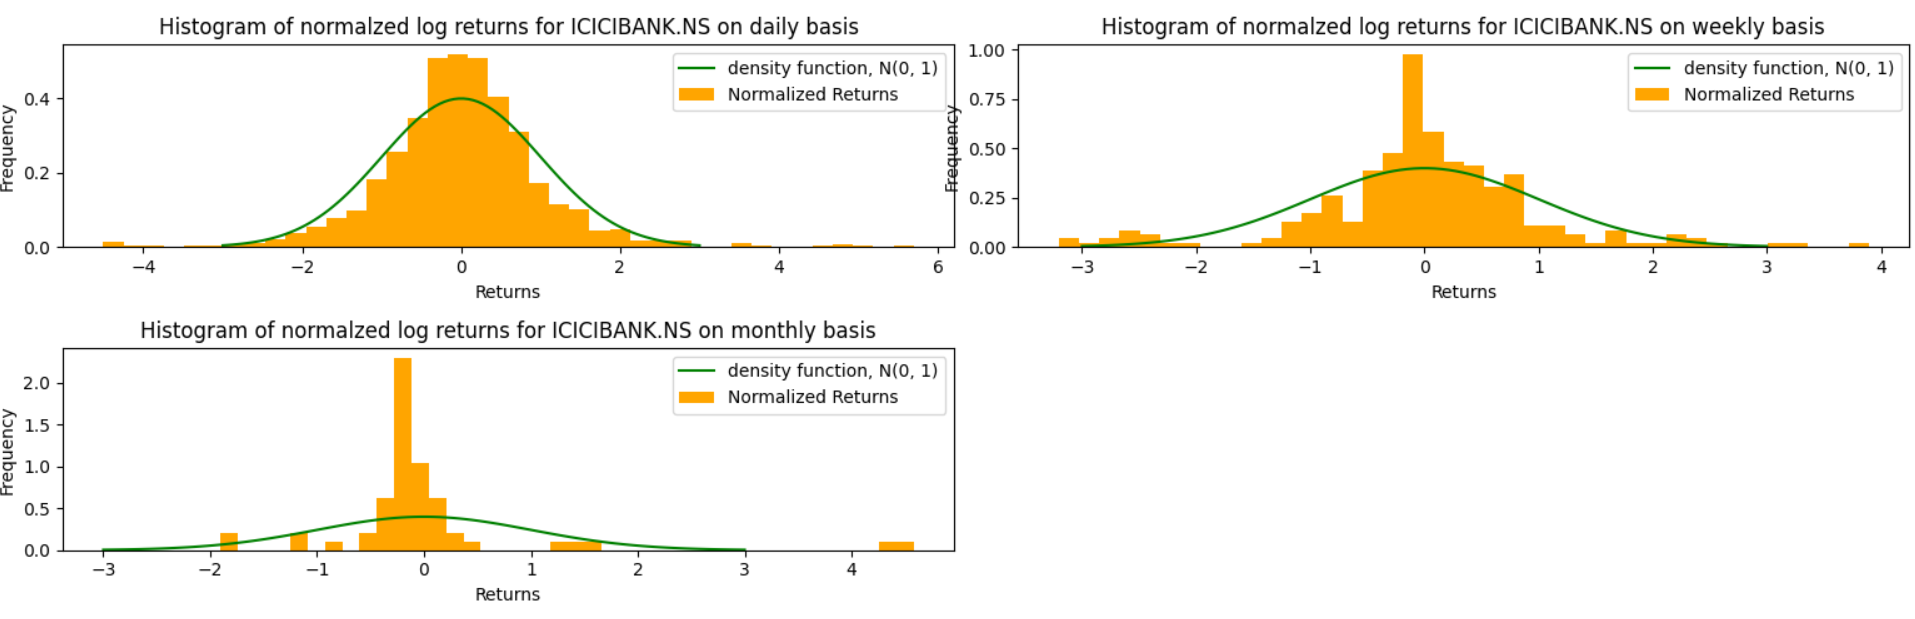 Histogram of normalzed log returns for ICICIBANK.NS on daily basis
density function, N(0, 1)
Normalized Returns
0.4
0.2
0.0
Frequency
−4 −2 0 2 4 6
Returns
Histogram of normalzed log returns for ICICIBANK.NS on weekly basis
density function, N(0, 1)
Normalized Returns
1.00
0.75
0.50
0.25
0.00
Frequency
−3 −2 −1 0 1 2 3 4
Returns
Histogram of normalzed log returns for ICICIBANK.NS on monthly basis
density function, N(0, 1)
Normalized Returns
2.0
1.5
1.0
0.5
0.0
Frequency
−3 −2 −1 0 1 2 3 4
Returns